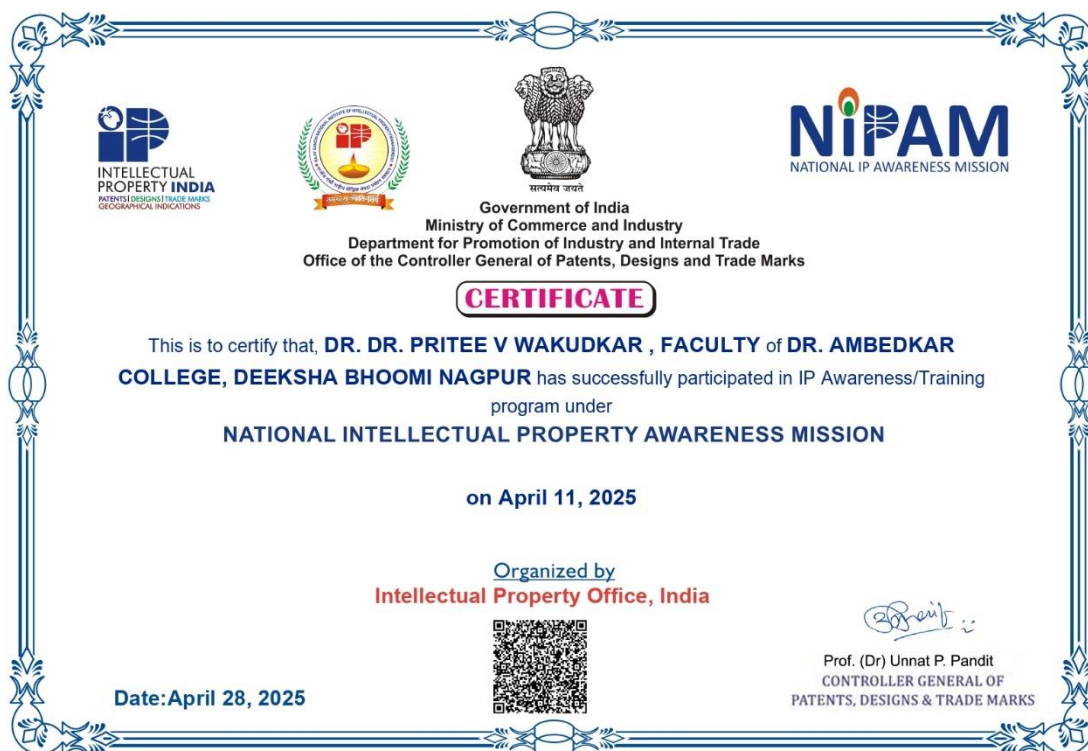 INTELLECTUAL
PROPERTY INDIA
PATENTS | DESIGNS | TRADE MARKS
GEOGRAPHICAL INDICATIONS
सत्यमेव जयते
NiPAM
NATIONAL IP AWARENESS MISSION
Government of India
Ministry of Commerce and Industry
Department for Promotion of Industry and Internal Trade
Office of the Controller General of Patents, Designs and Trade Marks
CERTIFICATE
This is to certify that, DR. DR. PRITEE V WAKUDKAR , FACULTY of DR. AMBEDKAR
COLLEGE, DEEKSHA BHOOMI NAGPUR has successfully participated in IP Awareness/Training
program under
NATIONAL INTELLECTUAL PROPERTY AWARENESS MISSION
on April 11, 2025
Organized by
Intellectual Property Office, India
Prof. (Dr) Unnat P. Pandit
CONTROLLER GENERAL OF
PATENTS, DESIGNS & TRADE MARKS
Date:April 28, 2025